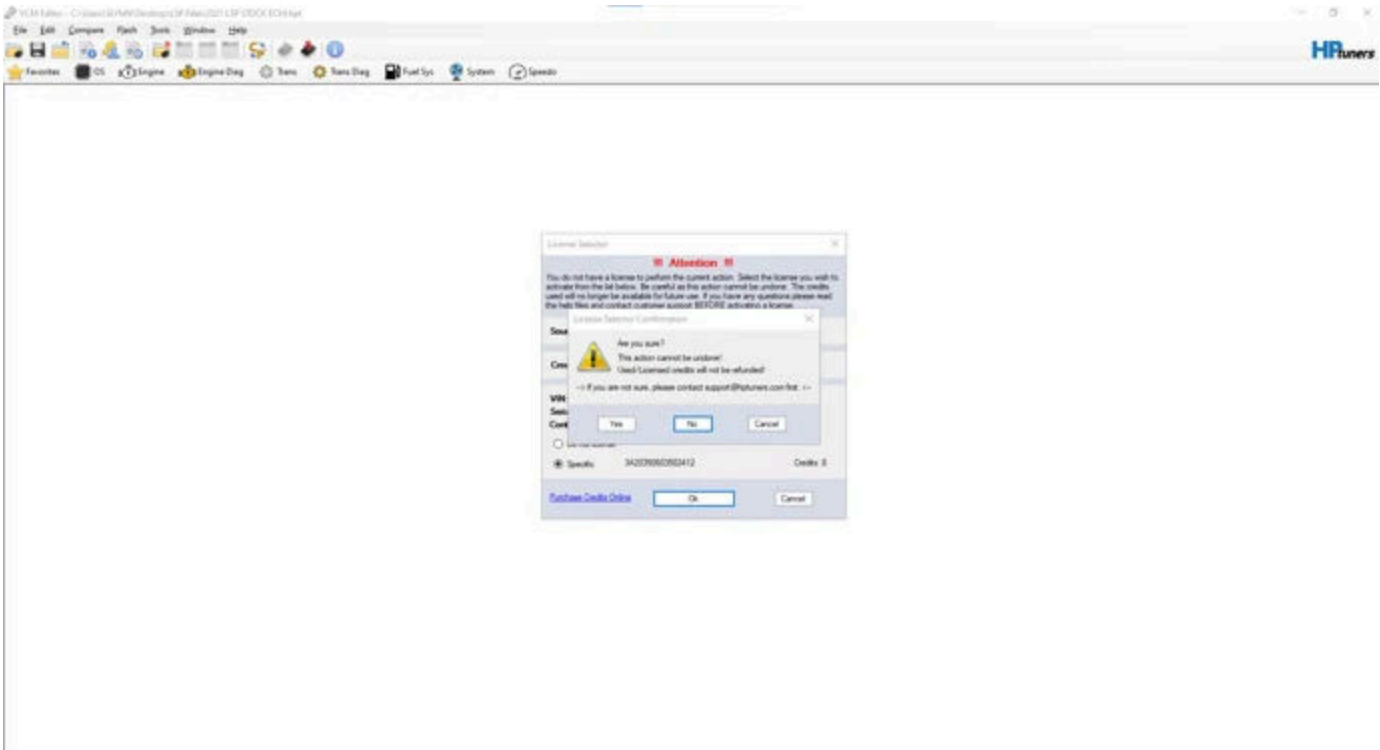 File Edit Compare Flash Tools Window Help
HPtuners
Favorites OS Engine Engine Diag Trans Trans Diag Fuel Sys System Speedo
License Selector
!!! Attention !!!
You do not have a license to perform the current action. Select the license you wish to
activate from the list below. Be careful as this action cannot be undone. The credits
used will no longer be available for future use. If you have any questions please read
the help files and contact customer support BEFORE activating a license.
License Selector Confirmation
Are you sure?
This action cannot be undone!
Used/Licensed credits will not be refunded!
--> If you are not sure, please contact support@hptuners.com first. <--
VIN
Yes No Cancel
Specific Credits
Purchase Credits Online Ok Cancel